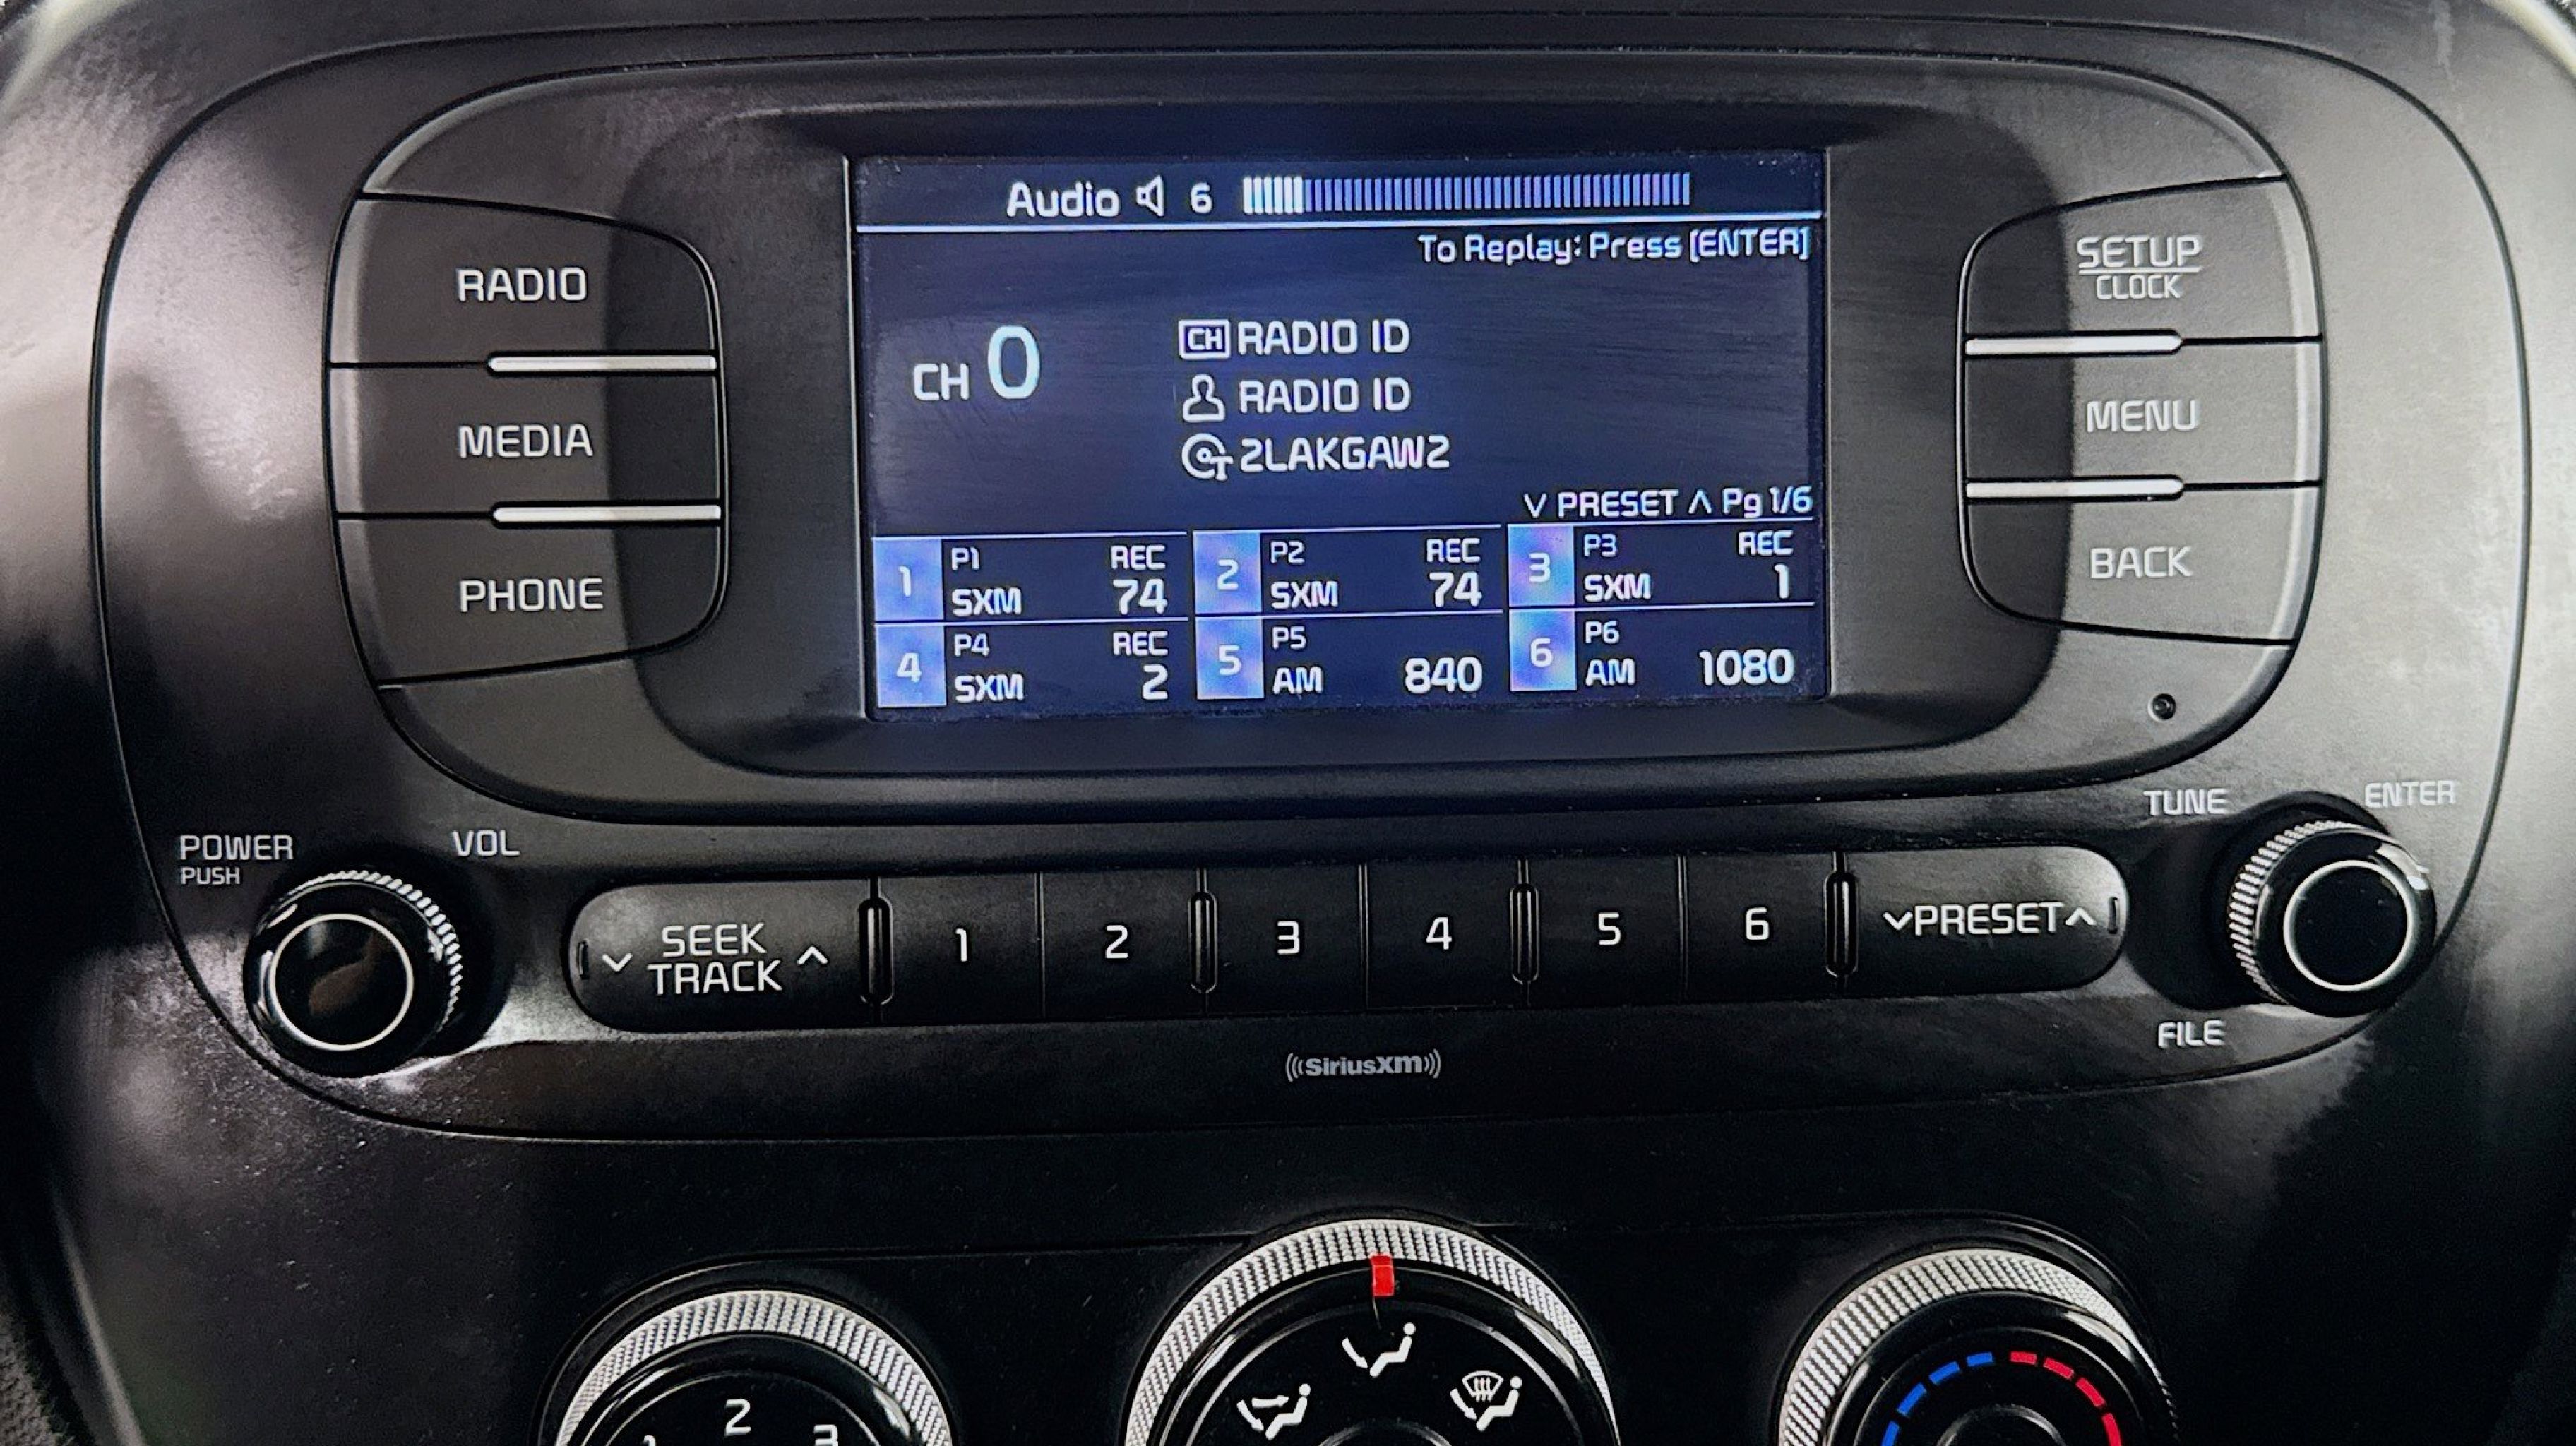 Audio 6
To Replay: Press [ENTER]
CH 0
CH RADIO ID
RADIO ID
2LAKGAW2
PRESET Pg 1/6
1 P1 REC
SXM 74
2 P2 REC
SXM 74
3 P3 REC
SXM 1
4 P4 REC
SXM 2
5 P5
AM 840
6 P6
AM 1080
RADIO
MEDIA
PHONE
SETUP
CLOCK
MENU
BACK
POWER
PUSH
VOL
SEEK
TRACK
1
2
3
4
5
6
PRESET
TUNE
ENTER
FILE
((SiriusXM))
1
2
3